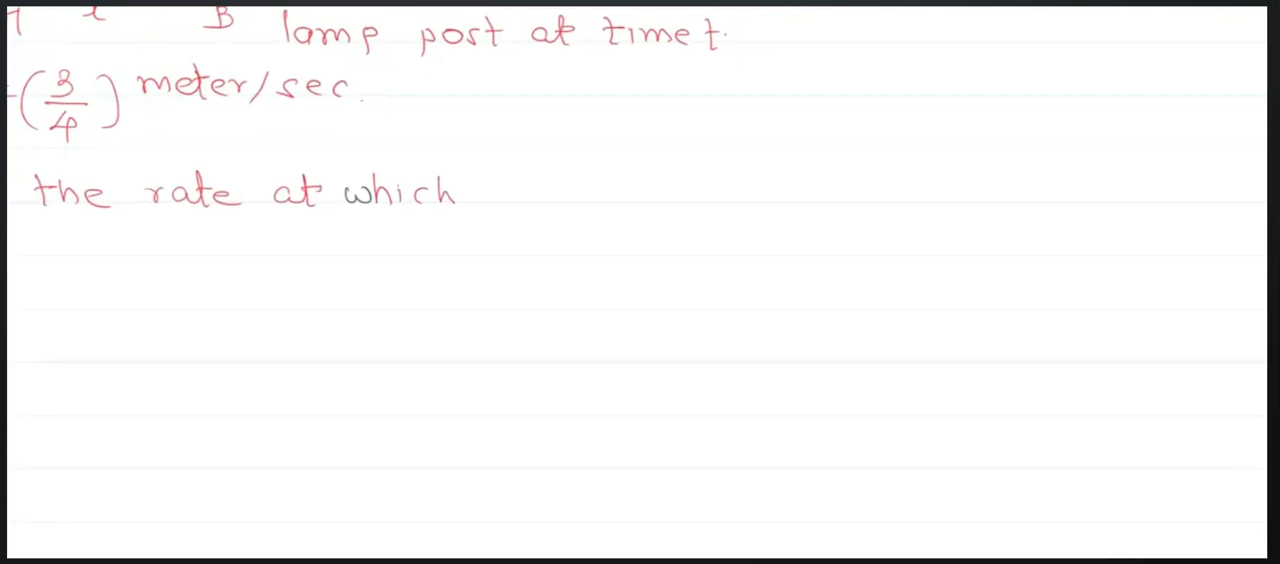 B lamp post at time t.
(3/4) meter/sec.
the rate at which